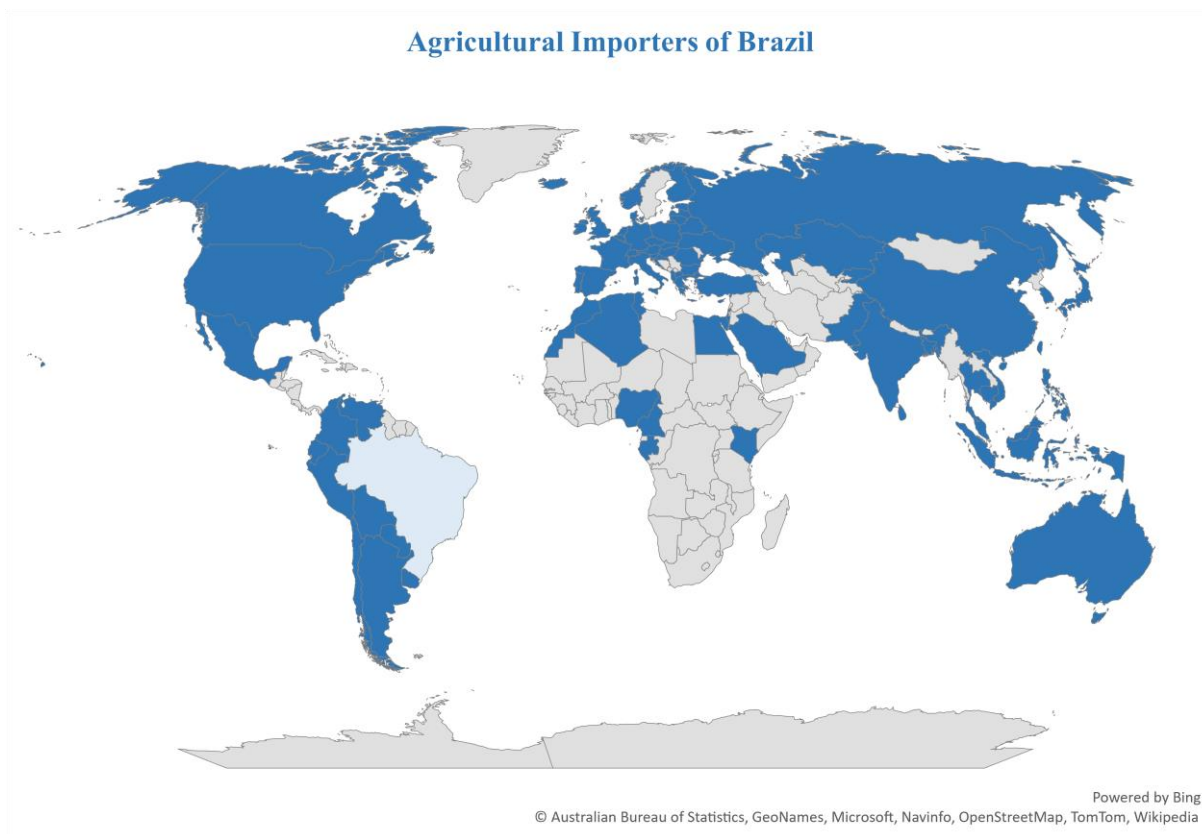 Agricultural Importers of Brazil
Powered by Bing
© Australian Bureau of Statistics, GeoNames, Microsoft, Navinfo, OpenStreetMap, TomTom, Wikipedia